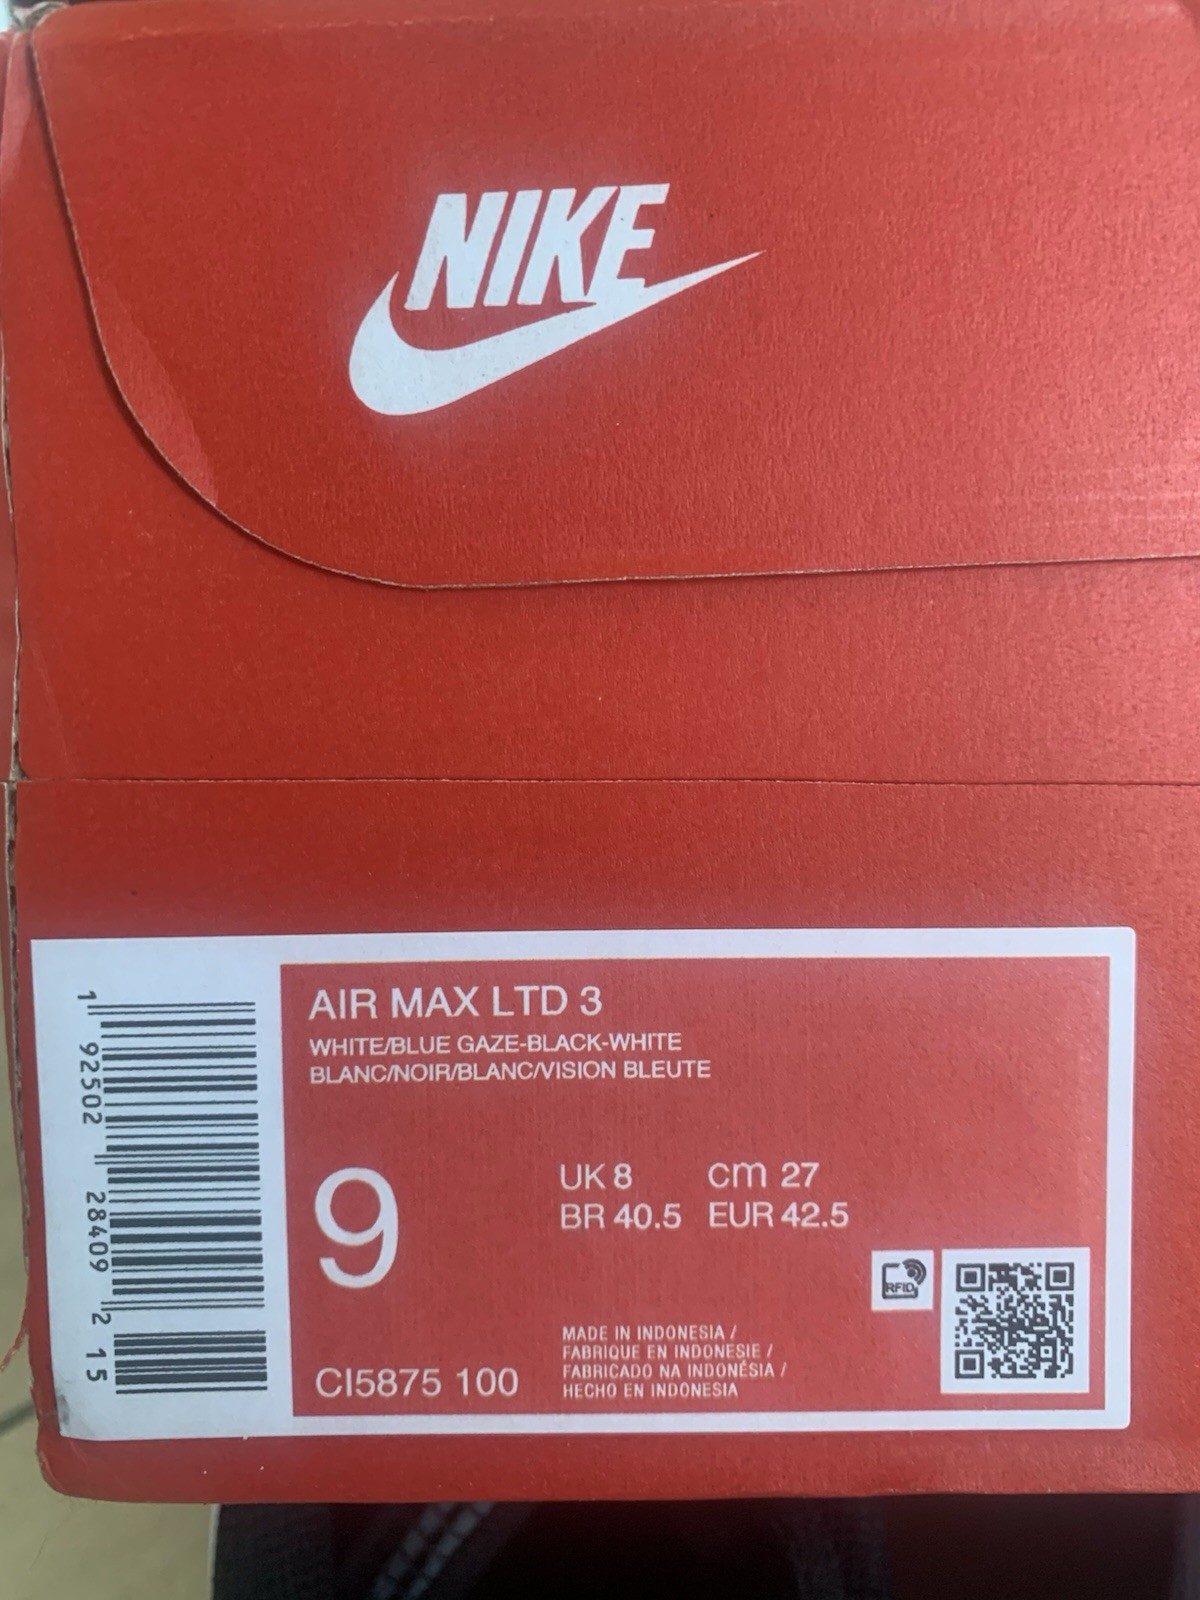 NIKE
AIR MAX LTD 3
WHITE/BLUE GAZE-BLACK-WHITE
BLANC/NOIR/BLANC/VISION BLEUTE
9
UK 8 cm 27
BR 40.5 EUR 42.5
RFID
MADE IN INDONESIA /
FABRIQUE EN INDONESIE /
FABRICADO NA INDONÉSIA /
HECHO EN INDONESIA
CI5875 100
1 92502 28409 2 15